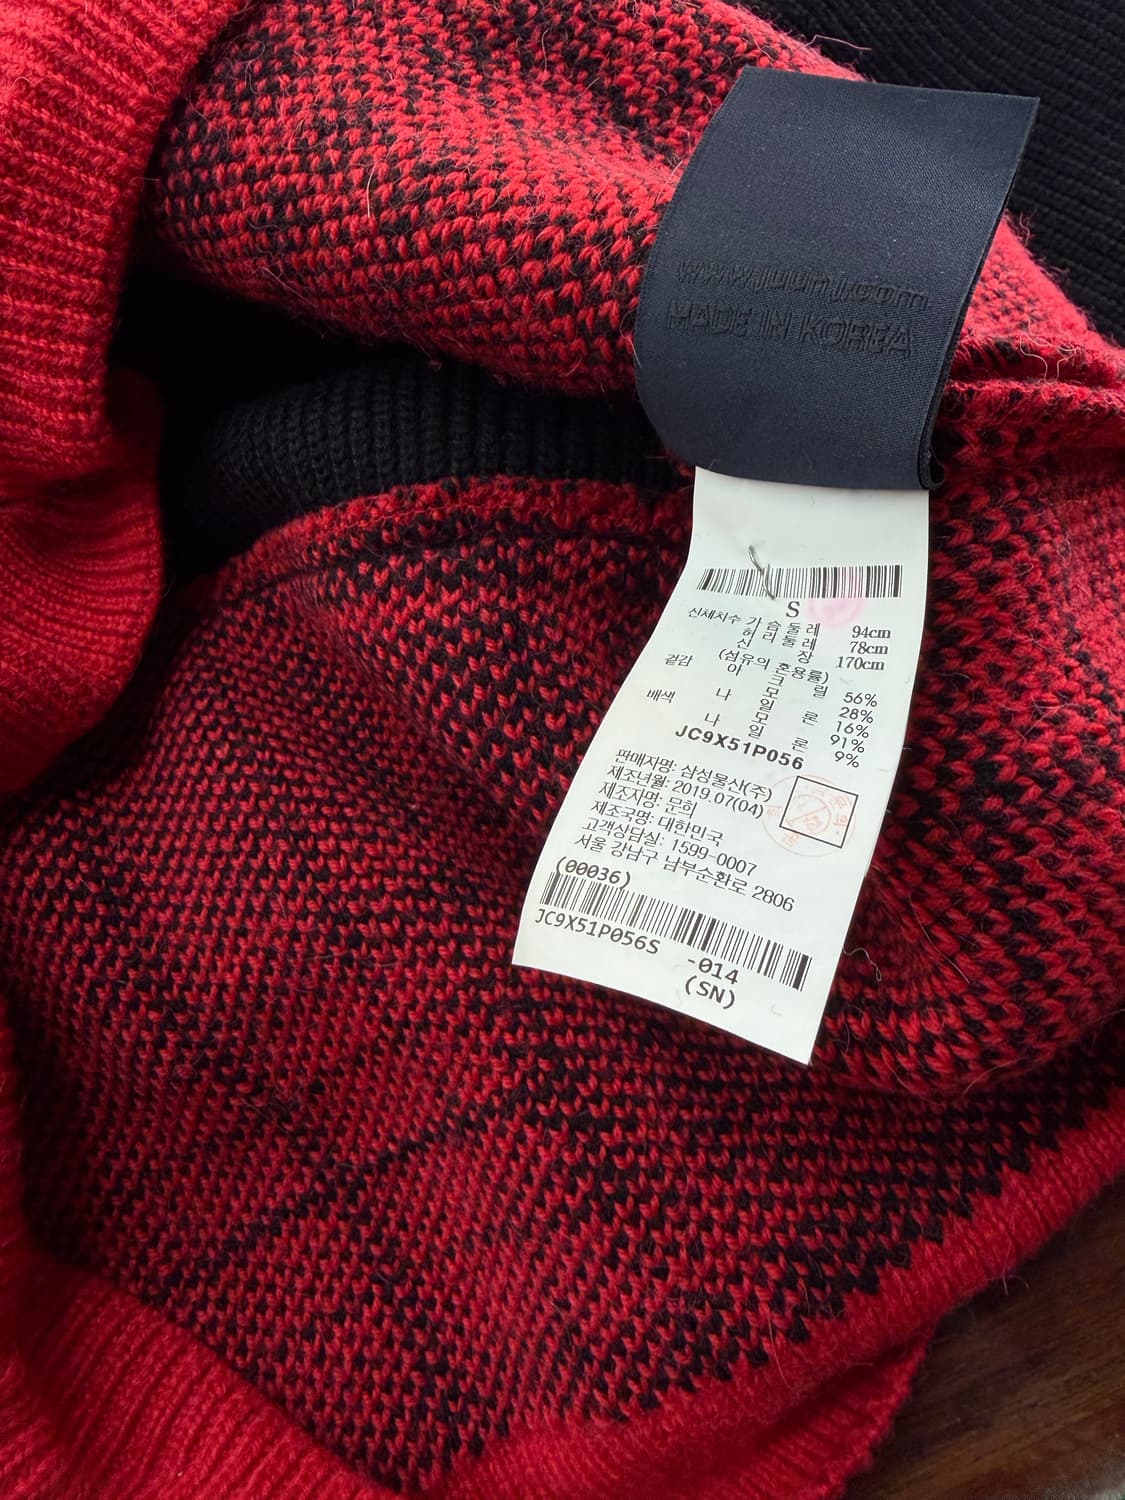 www.juunj.com
MADE IN KOREA
S
신체치수 가 슴 둘 레 94cm
허 리 둘 레 78cm
신 장 170cm
(섬유의 혼용률)
겉감 아 크 릴 56%
모 28%
나 일 론 16%
배색 모 91%
나 일 론 9%
JC9X51P056
판매자명: 삼성물산(주)
제조년월: 2019.07(04)
제조자명: 문희
제조국명: 대한민국
고객상담실: 1599-0007
서울 강남구 남부순환로 2806
(00036)
JC9X51P056S -014
(SN)